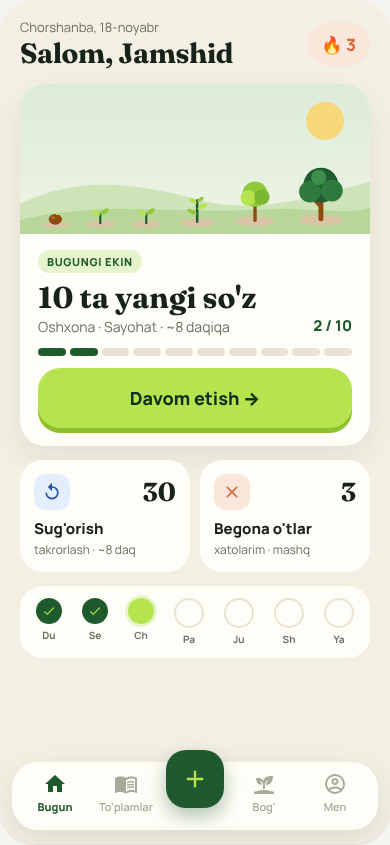 Chorshanba, 18-noyabr
Salom, Jamshid
🔥 3
BUGUNGI EKIN
10 ta yangi so'z
Oshxona · Sayohat · ~8 daqiqa
2 / 10
Davom etish →
30
Sug'orish
takrorlash · ~8 daq
3
Begona o'tlar
xatolarim · mashq
Du Se Ch Pa Ju Sh Ya
Bugun To'plamlar + Bog' Men